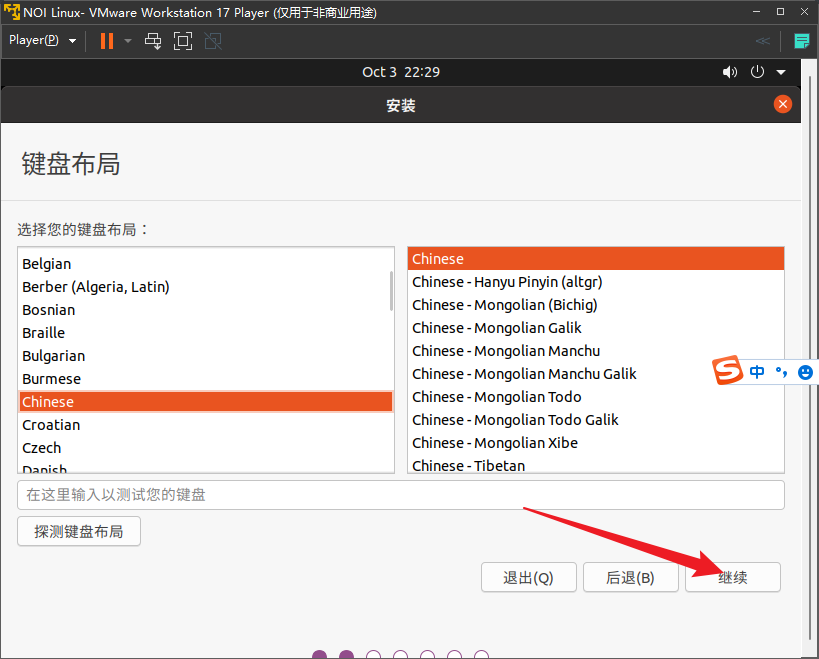 NOI Linux- VMware Workstation 17 Player (仅用于非商业用途)
Player(P)
Oct 3 22:29
安装
键盘布局
选择您的键盘布局：
Belgian
Berber (Algeria, Latin)
Bosnian
Braille
Bulgarian
Burmese
Chinese
Croatian
Czech
Danish
Chinese
Chinese - Hanyu Pinyin (altgr)
Chinese - Mongolian (Bichig)
Chinese - Mongolian Galik
Chinese - Mongolian Manchu
Chinese - Mongolian Manchu Galik
Chinese - Mongolian Todo
Chinese - Mongolian Todo Galik
Chinese - Mongolian Xibe
Chinese - Tibetan
中
在这里输入以测试您的键盘
探测键盘布局
退出(Q) 后退(B) 继续